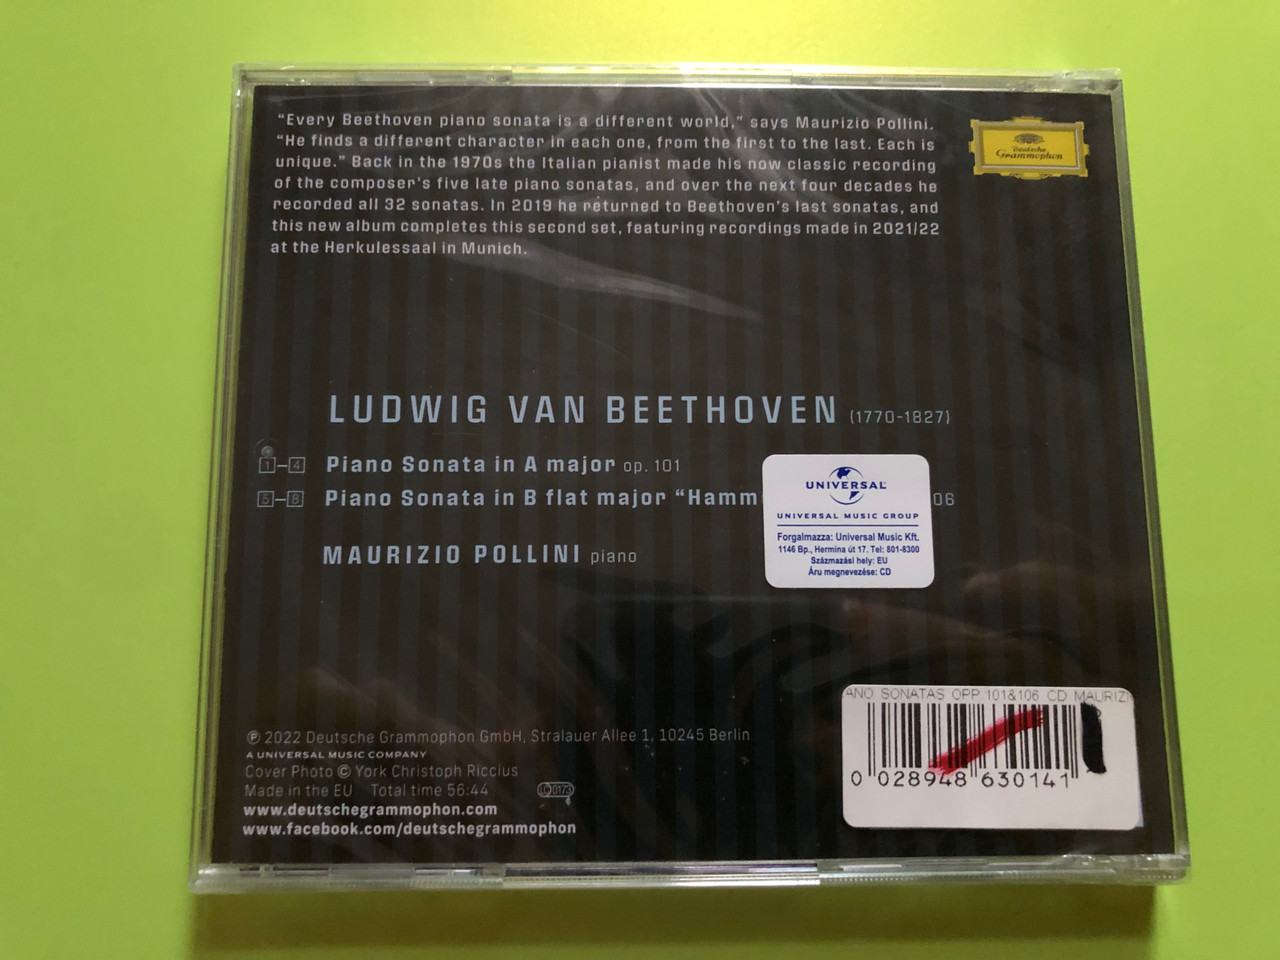 “Every Beethoven piano sonata is a different world,” says Maurizio Pollini.
“He finds a different character in each one, from the first to the last. Each is
unique.” Back in the 1970s the Italian pianist made his now classic recording
of the composer’s five late piano sonatas, and over the next four decades he
recorded all 32 sonatas. In 2019 he returned to Beethoven’s last sonatas, and
this new album completes this second set, featuring recordings made in 2021/22
at the Herkulessaal in Munich.
Deutsche
Grammophon
LUDWIG VAN BEETHOVEN (1770–1827)
1–4 Piano Sonata in A major op. 101
5–8 Piano Sonata in B flat major “Hamm 06
MAURIZIO POLLINI piano
UNIVERSAL
UNIVERSAL MUSIC GROUP
Forgalmazza: Universal Music Kft.
1146 Bp., Hermina út 17. Tel: 801-8300
Származási hely: EU
Áru megnevezése: CD
ANO SONATAS OPP 101&106 CD MAURIZI
0 028948 630141
℗ 2022 Deutsche Grammophon GmbH, Stralauer Allee 1, 10245 Berlin
A UNIVERSAL MUSIC COMPANY
Cover Photo © York Christoph Riccius
Made in the EU Total time 56:44
LC 0173
www.deutschegrammophon.com
www.facebook.com/deutschegrammophon